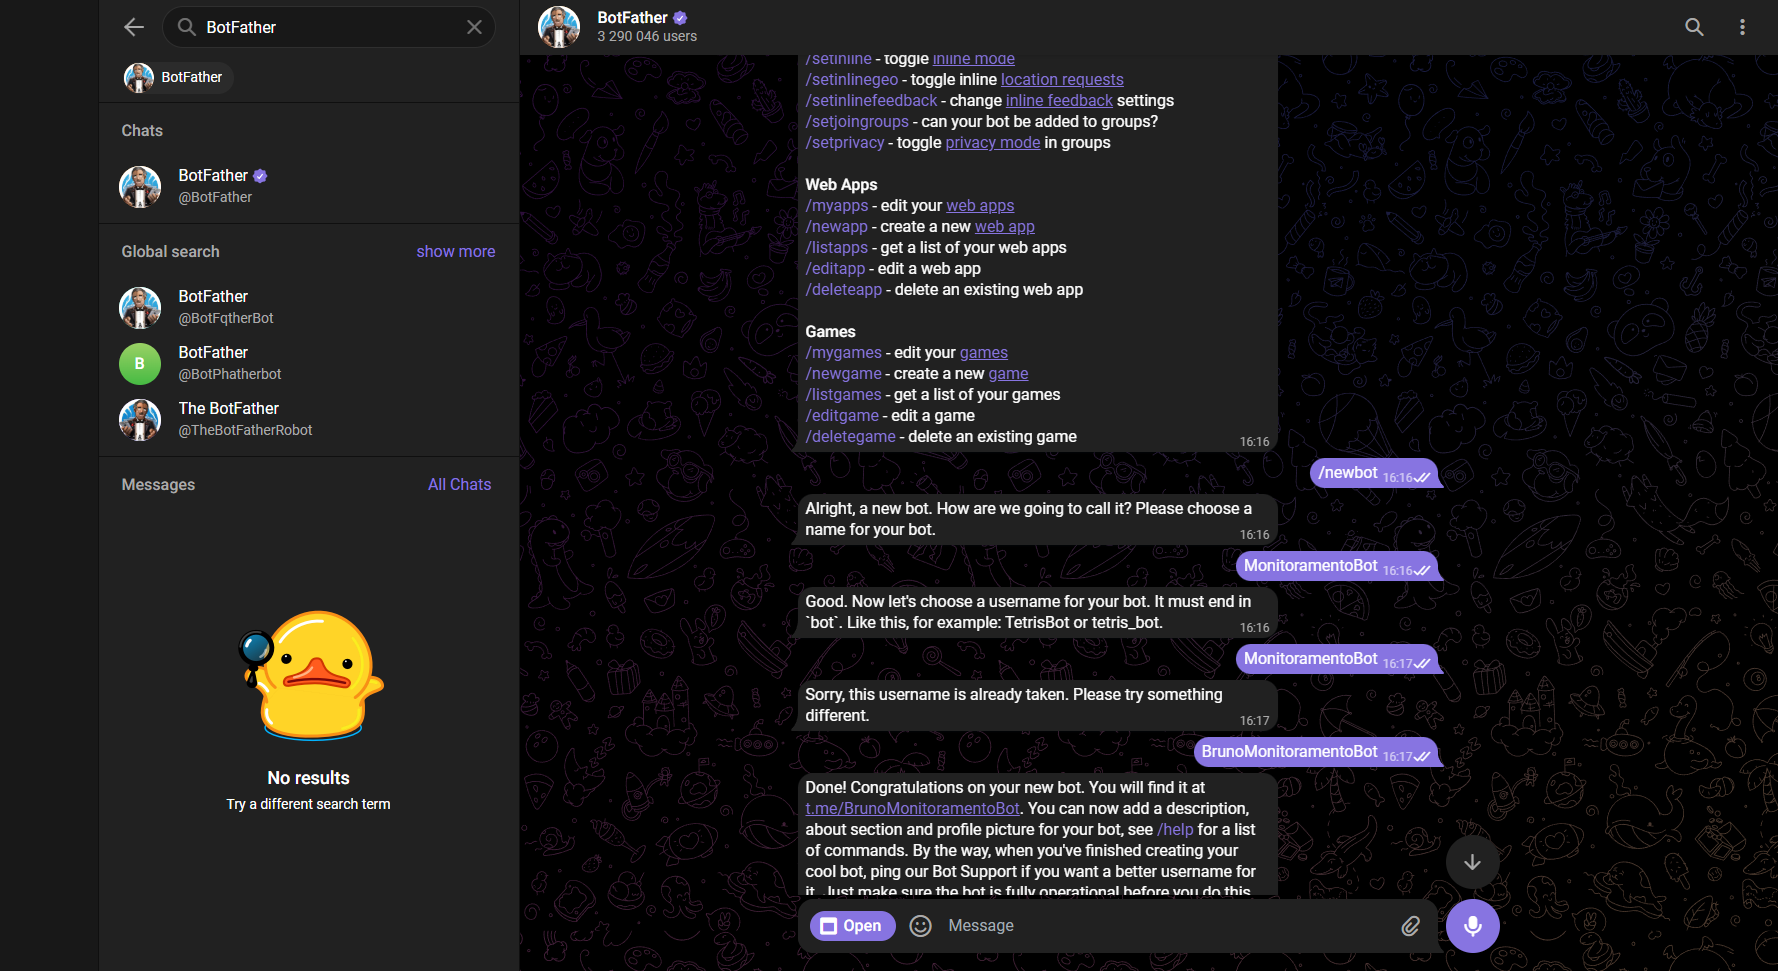 BotFather
BotFather
Chats
BotFather
@BotFather
Global search
show more
BotFather
@BotFqtherBot
B
BotFather
@BotPhatherbot
The BotFather
@TheBotFatherRobot
Messages
All Chats
No results
Try a different search term
BotFather
3 290 046 users
/setinline - toggle inline mode
/setinlinegeo - toggle inline location requests
/setinlinefeedback - change inline feedback settings
/setjoingroups - can your bot be added to groups?
/setprivacy - toggle privacy mode in groups
Web Apps
/myapps - edit your web apps
/newapp - create a new web app
/listapps - get a list of your web apps
/editapp - edit a web app
/deleteapp - delete an existing web app
Games
/mygames - edit your games
/newgame - create a new game
/listgames - get a list of your games
/editgame - edit a game
/deletegame - delete an existing game
16:16
/newbot 16:16
Alright, a new bot. How are we going to call it? Please choose a
name for your bot.
16:16
MonitoramentoBot 16:16
Good. Now let's choose a username for your bot. It must end in
`bot`. Like this, for example: TetrisBot or tetris_bot.
16:16
MonitoramentoBot 16:17
Sorry, this username is already taken. Please try something
different.
16:17
BrunoMonitoramentoBot 16:17
Done! Congratulations on your new bot. You will find it at
t.me/BrunoMonitoramentoBot. You can now add a description,
about section and profile picture for your bot, see /help for a list
of commands. By the way, when you've finished creating your
cool bot, ping our Bot Support if you want a better username for
it. Just make sure the bot is fully operational before you do this.
Open
Message